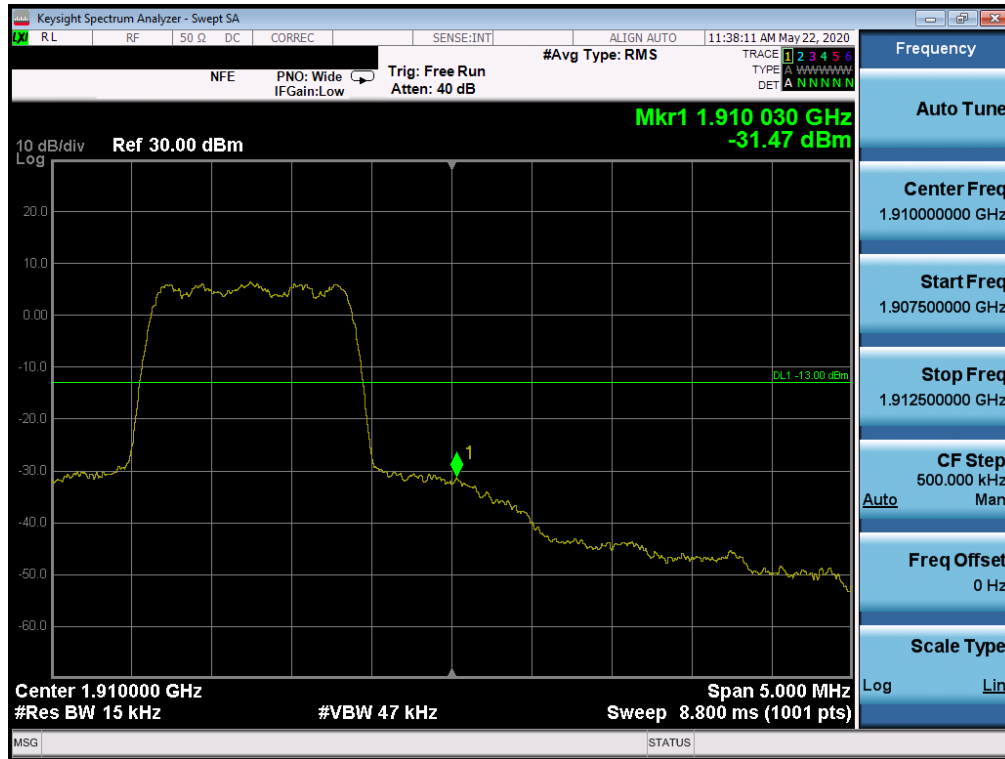 Keysight Spectrum Analyzer - Swept SA
LXI RL RF 50 Ω DC CORREC SENSE:INT ALIGN AUTO 11:38:11 AM May 22, 2020
NFE PNO: Wide IFGain:Low Trig: Free Run Atten: 40 dB #Avg Type: RMS
TRACE 1 2 3 4 5 6
TYPE A WWWWW
DET A N N N N N
Mkr1 1.910 030 GHz
-31.47 dBm
10 dB/div Ref 30.00 dBm
Log
20.0
10.0
0.00
-10.0
DL1 -13.00 dBm
-20.0
-30.0
1
-40.0
-50.0
-60.0
Center 1.910000 GHz Span 5.000 MHz
#Res BW 15 kHz #VBW 47 kHz Sweep 8.800 ms (1001 pts)
MSG STATUS
Frequency
Auto Tune
Center Freq
1.910000000 GHz
Start Freq
1.907500000 GHz
Stop Freq
1.912500000 GHz
CF Step
500.000 kHz
Auto Man
Freq Offset
0 Hz
Scale Type
Log Lin